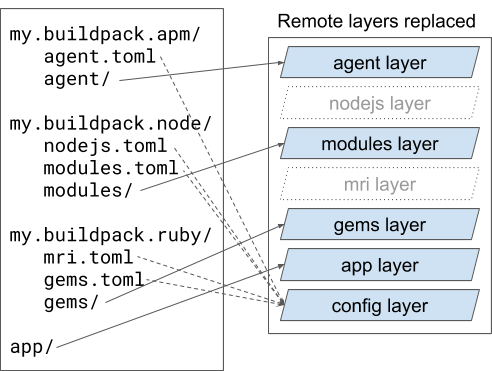 my.buildpack.apm/
agent.toml
agent/
my.buildpack.node/
nodejs.toml
modules.toml
modules/
my.buildpack.ruby/
mri.toml
gems.toml
gems/
app/
Remote layers replaced
agent layer
nodejs layer
modules layer
mri layer
gems layer
app layer
config layer